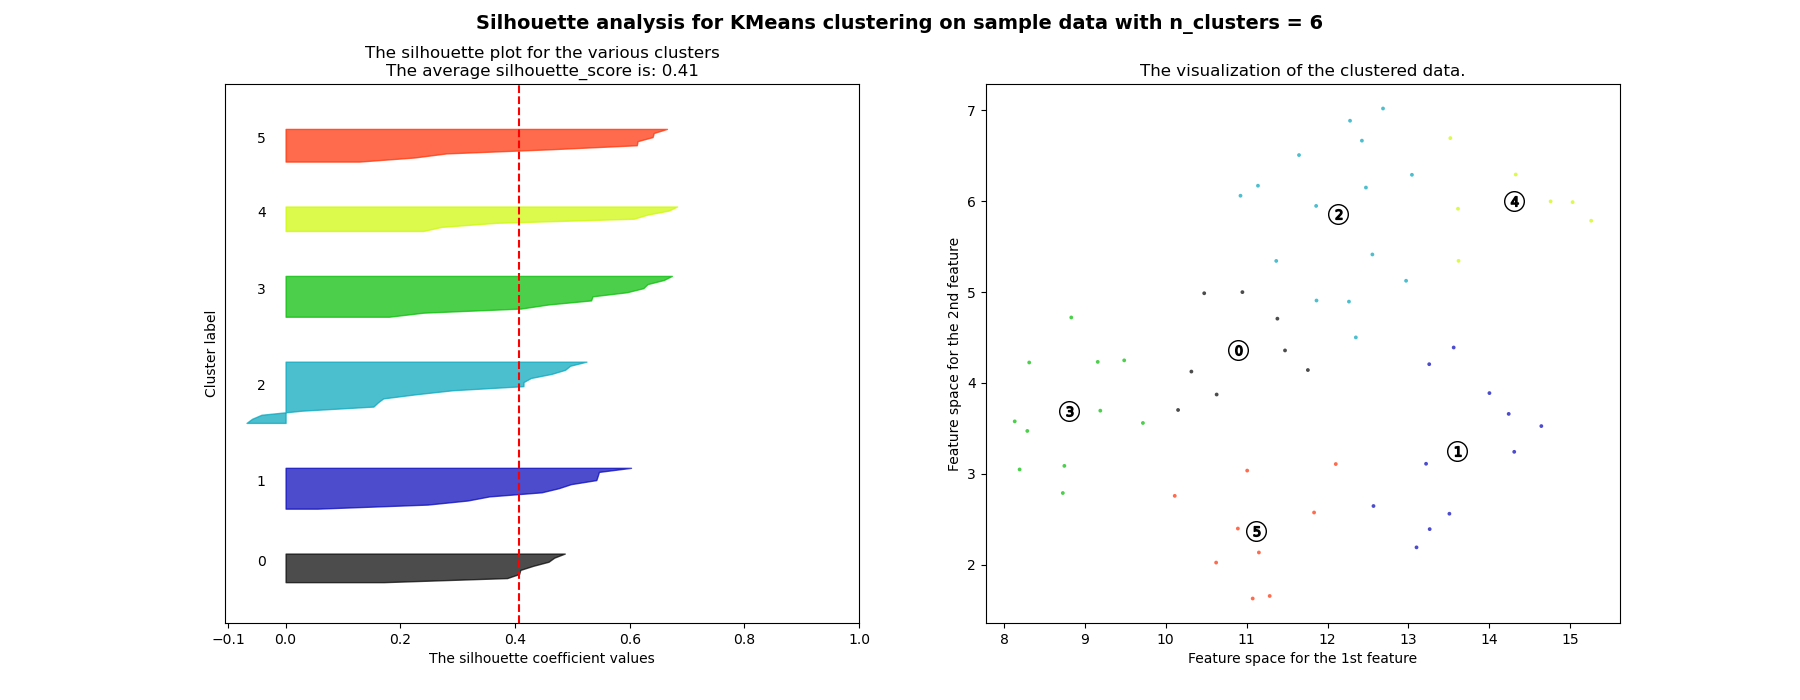 Silhouette analysis for KMeans clustering on sample data with n_clusters = 6
The silhouette plot for the various clusters
The average silhouette_score is: 0.41
5
4
3
2
1
0
Cluster label
−0.1 0.0 0.2 0.4 0.6 0.8 1.0
The silhouette coefficient values
The visualization of the clustered data.
7
6
5
4
3
2
Feature space for the 2nd feature
4
2
0
3
1
5
8 9 10 11 12 13 14 15
Feature space for the 1st feature